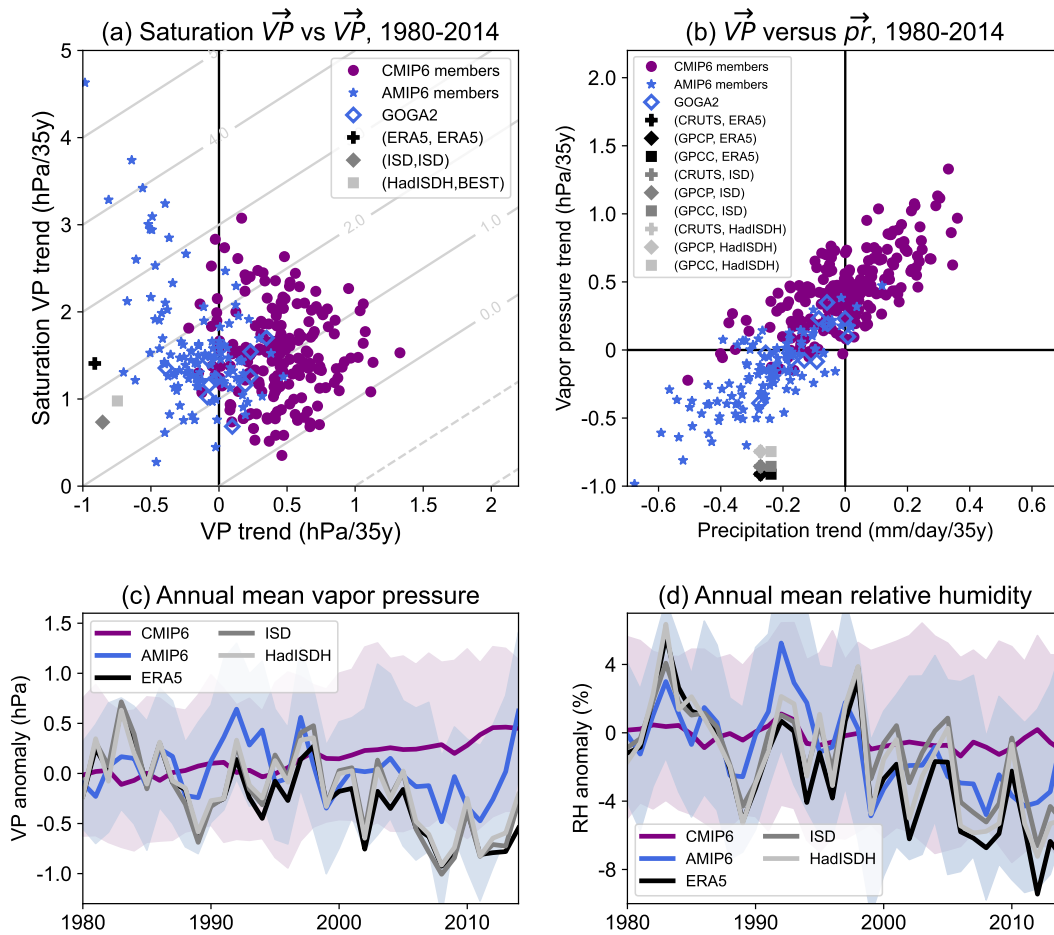 (a) Saturation VP vs VP, 1980-2014
5
4
3
2
1
0
Saturation VP trend (hPa/35y)
-1
-0.5
0
0.5
1
1.5
2
VP trend (hPa/35y)
4.0
2.0
1.0
0.0
CMIP6 members
AMIP6 members
GOGA2
(ERA5, ERA5)
(ISD,ISD)
(HadISDH,BEST)
(b) VP versus pr, 1980-2014
2.0
1.5
1.0
0.5
0
-0.5
-1.0
Vapor pressure trend (hPa/35y)
-0.6
-0.4
-0.2
0
0.2
0.4
0.6
Precipitation trend (mm/day/35y)
CMIP6 members
AMIP6 members
GOGA2
(CRUTS, ERA5)
(GPCP, ERA5)
(GPCC, ERA5)
(CRUTS, ISD)
(GPCP, ISD)
(GPCC, ISD)
(CRUTS, HadISDH)
(GPCP, HadISDH)
(GPCC, HadISDH)
(c) Annual mean vapor pressure
1.5
1.0
0.5
0.0
-0.5
-1.0
VP anomaly (hPa)
1980
1990
2000
2010
CMIP6
AMIP6
ERA5
ISD
HadISDH
(d) Annual mean relative humidity
4
0
-4
-8
RH anomaly (%)
1980
1990
2000
2010
CMIP6
AMIP6
ERA5
ISD
HadISDH